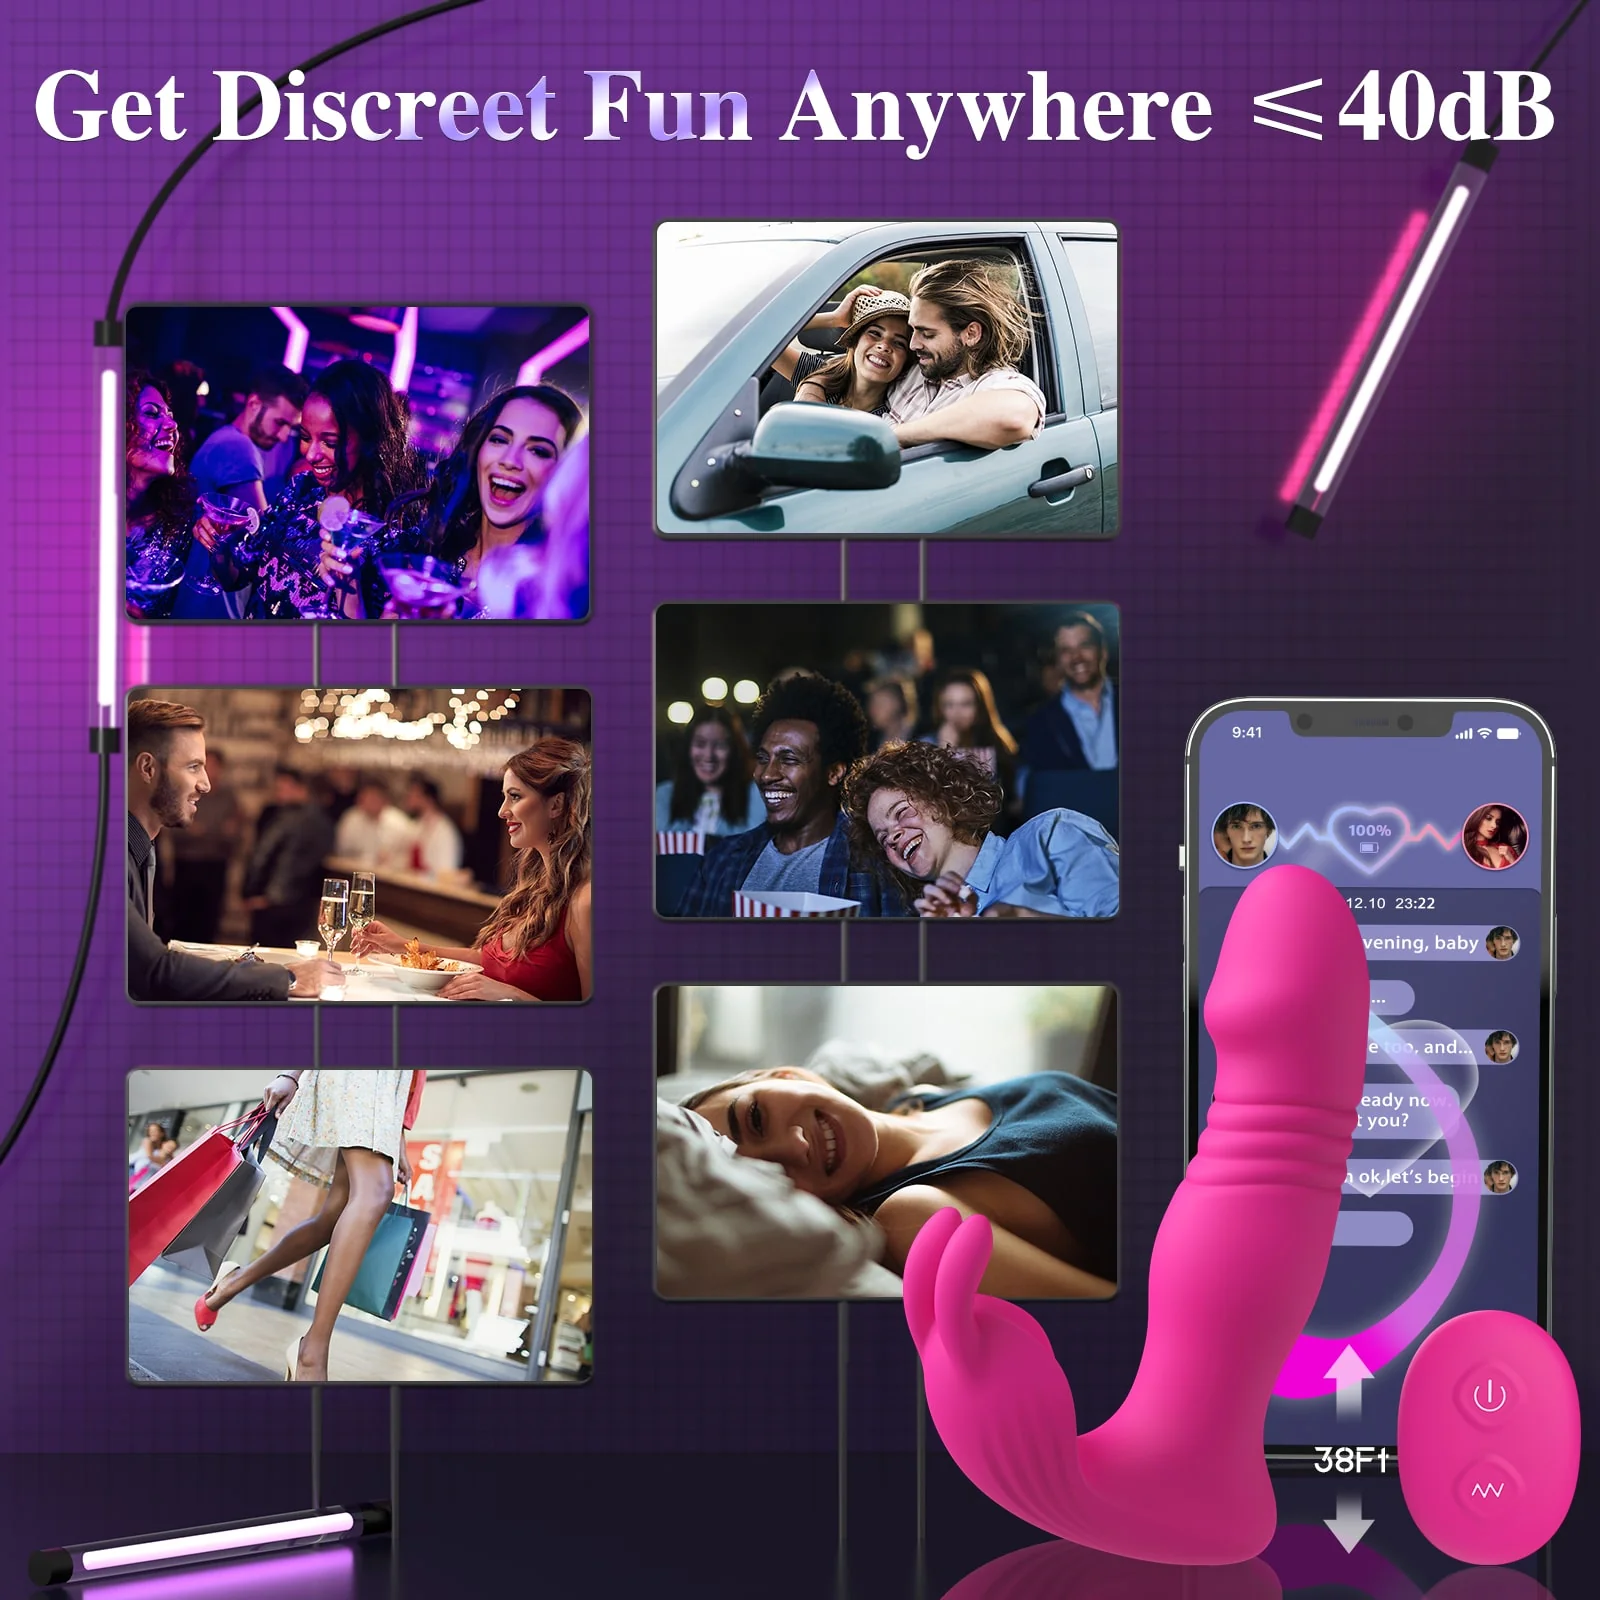 Get Discreet Fun Anywhere ≤40dB
SA
9:41
100%
12.10 23:22
vening, baby
...
e too, and...
eady now.
t you?
ok,let's begin
38Ft